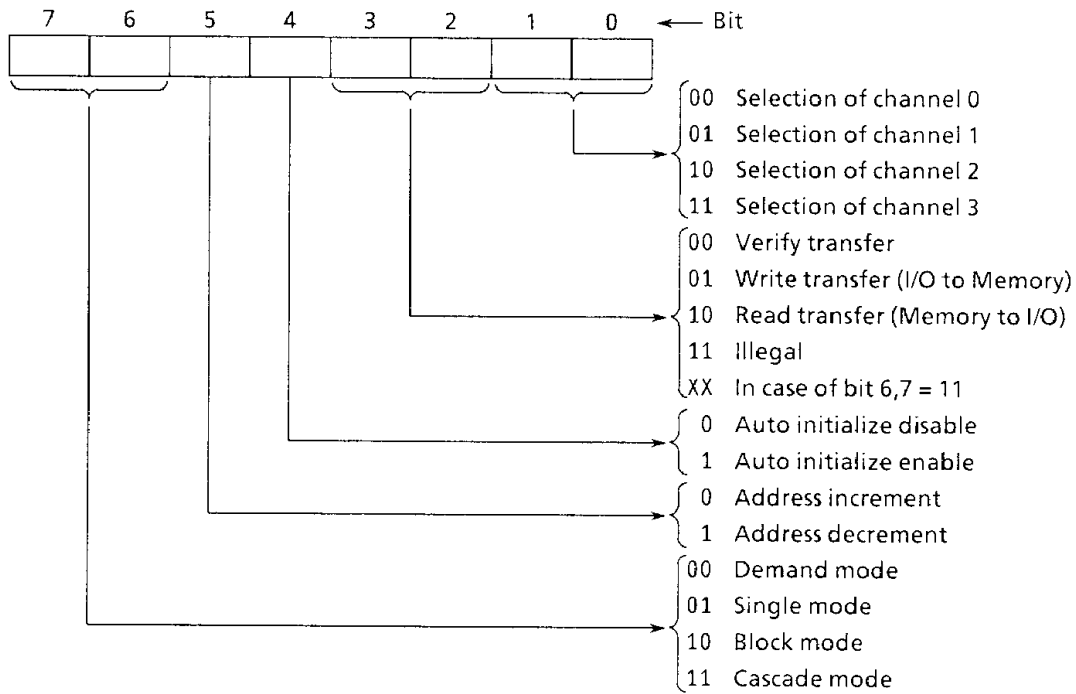 7 6 5 4 3 2 1 0 ← Bit
00 Selection of channel 0
01 Selection of channel 1
10 Selection of channel 2
11 Selection of channel 3
00 Verify transfer
01 Write transfer (I/O to Memory)
10 Read transfer (Memory to I/O)
11 Illegal
XX In case of bit 6,7 = 11
0 Auto initialize disable
1 Auto initialize enable
0 Address increment
1 Address decrement
00 Demand mode
01 Single mode
10 Block mode
11 Cascade mode